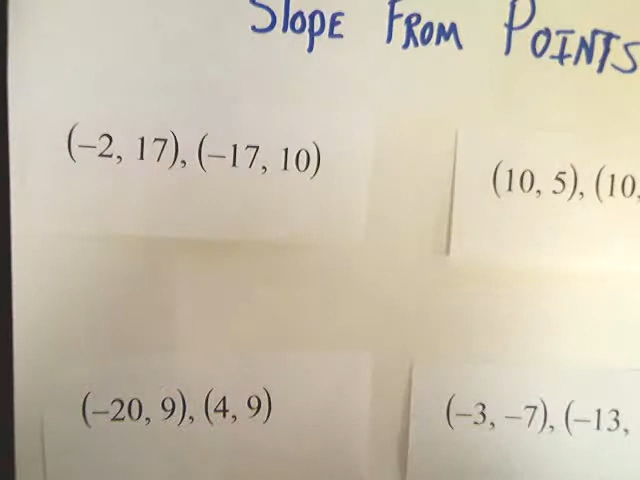 Slope From Points
(−2, 17), (−17, 10)
(10, 5), (10,
(−20, 9), (4, 9)
(−3, −7), (−13,